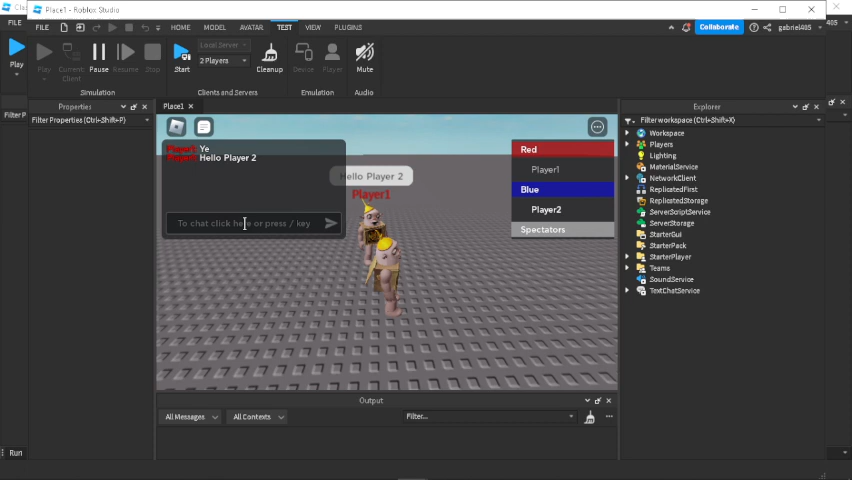 Place1 - Roblox Studio
FILE
FILE HOME MODEL AVATAR TEST VIEW PLUGINS
Collaborate
gabriel485
485
Play
Play
Current Client
Pause
Resume
Stop
Simulation
Start
Local Server
2 Players
Cleanup
Clients and Servers
Device
Player
Emulation
Mute
Audio
Properties
Filter Properties (Ctrl+Shift+P)
Filter P
Place1
Explorer
Filter workspace (Ctrl+Shift+X)
Workspace
Players
Lighting
MaterialService
NetworkClient
ReplicatedFirst
ReplicatedStorage
ServerScriptService
ServerStorage
StarterGui
StarterPack
StarterPlayer
Teams
SoundService
TextChatService
Player1: Ye
Player1: Hello Player 2
Hello Player 2
Player1
To chat click here or press / key
Red
Player1
Blue
Player2
Spectators
Output
All Messages
All Contexts
Filter...
Run